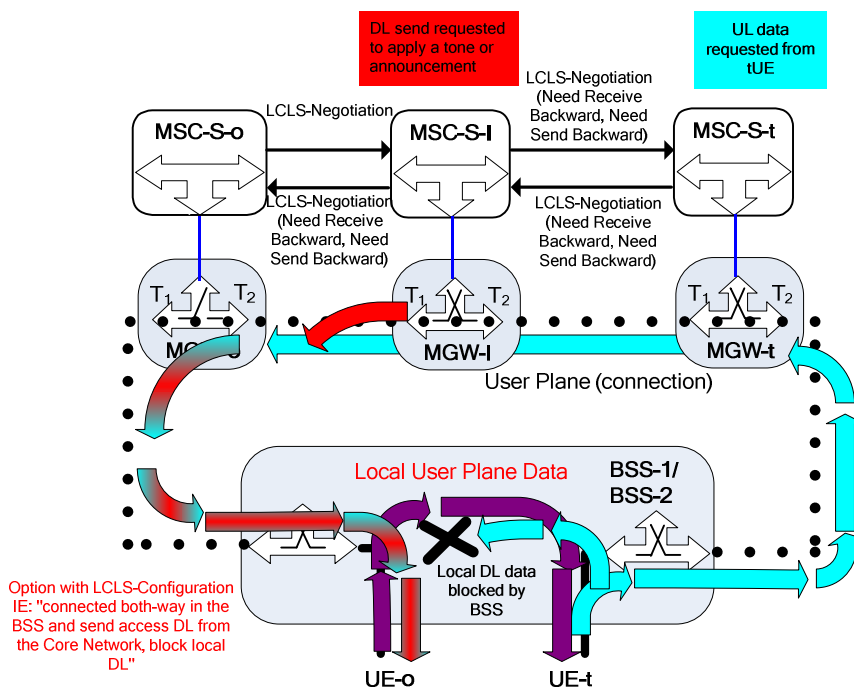 DL send requested
to apply a tone or
announcement
UL data
requested from
tUE
LCLS-Negotiation
LCLS-Negotiation
(Need Receive
Backward, Need
Send Backward)
MSC-S-o
MSC-S-I
MSC-S-t
LCLS-Negotiation
(Need Receive
Backward, Need
Send Backward)
LCLS-Negotiation
(Need Receive
Backward, Need
Send Backward)
T1
T2
T1
T2
T1
T2
MGW-I
MGW-t
User Plane (connection)
Local User Plane Data
BSS-1/
BSS-2
Local DL data
blocked by
BSS
Option with LCLS-Configuration
IE: "connected both-way in the
BSS and send access DL from
the Core Network, block local
DL"
UE-o
UE-t